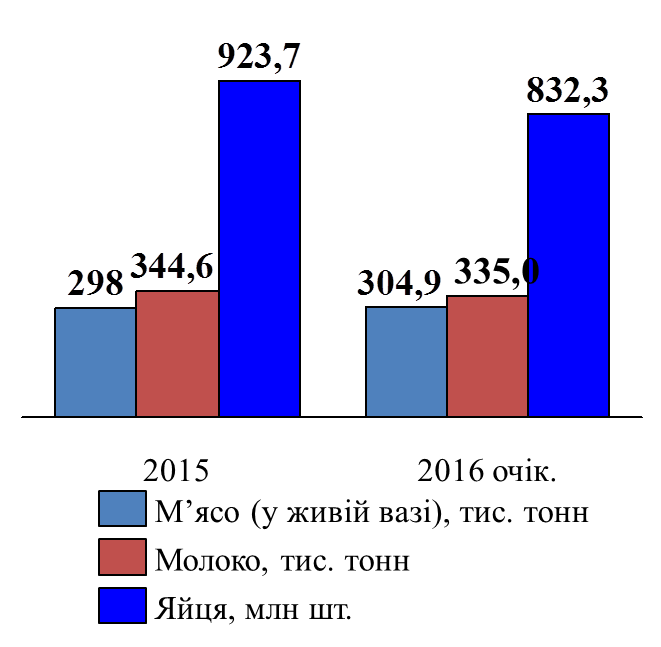 923,7
832,3
344,6
298
335,0
304,9
2015
2016 очік.
М’ясо (у живій вазі), тис. тонн
Молоко, тис. тонн
Яйця, млн шт.